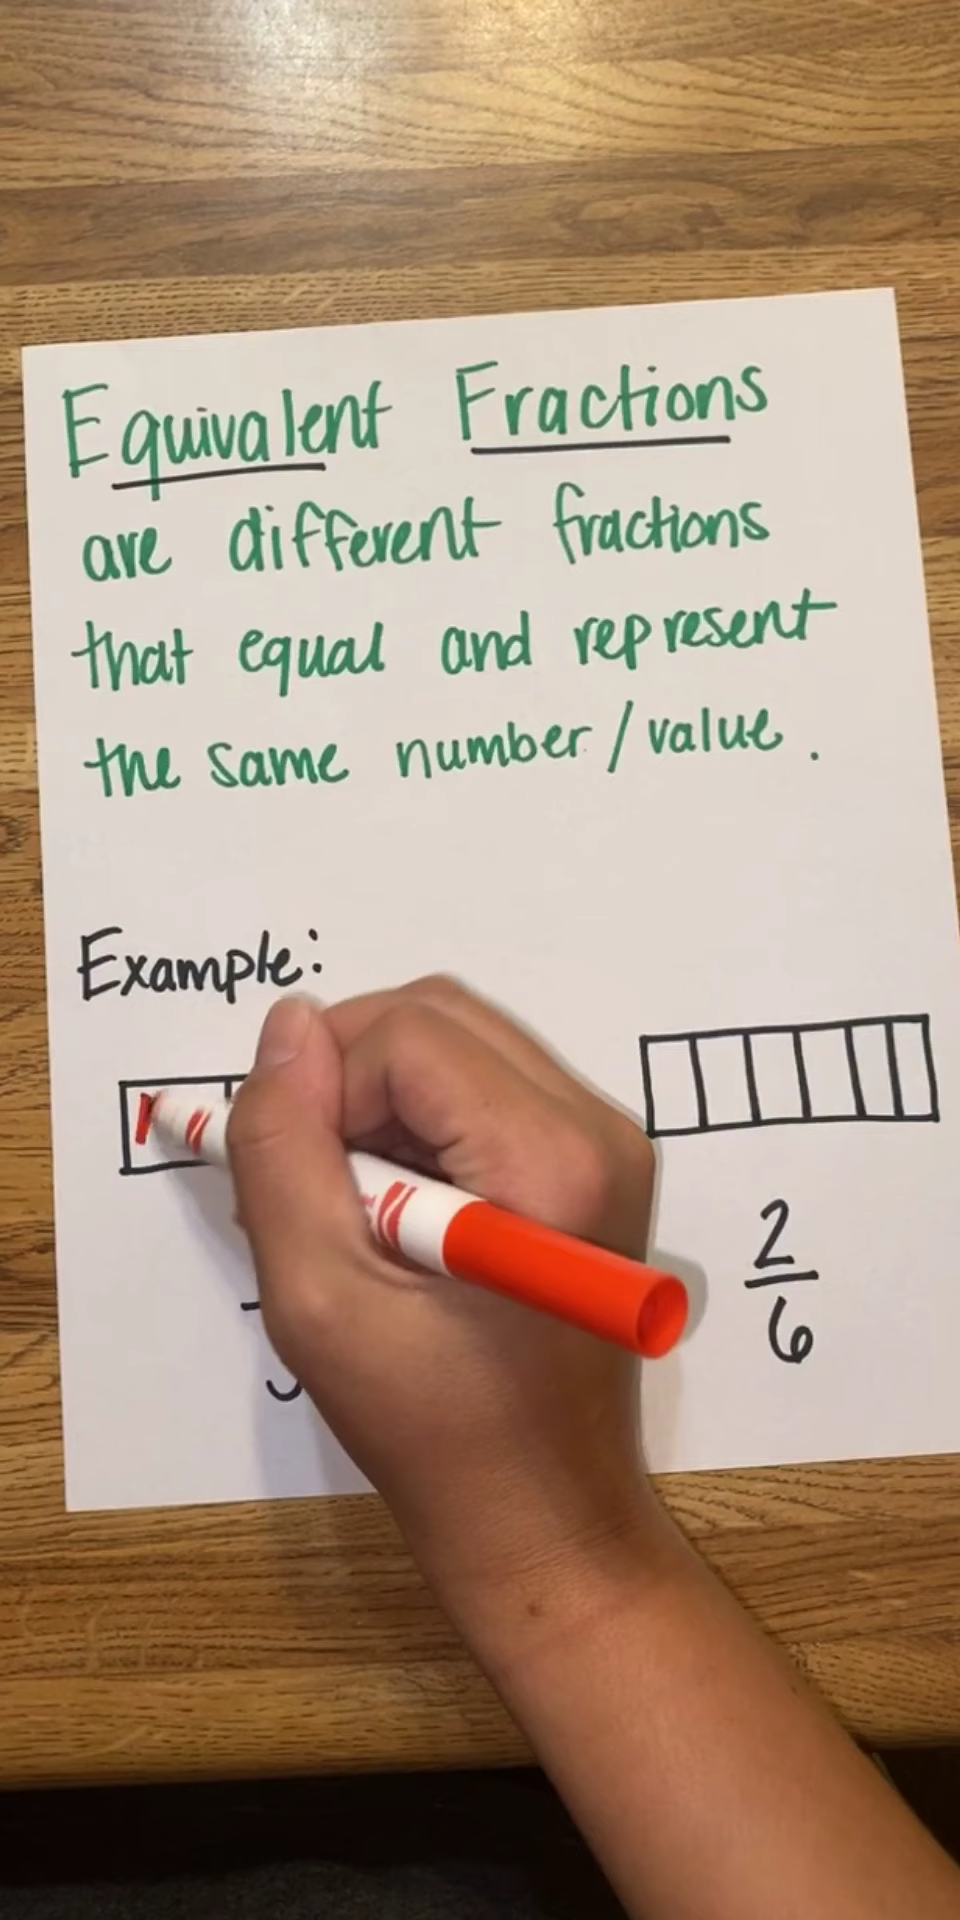 Equivalent Fractions
are different fractions
that equal and represent
the same number/value.
Example:
2
6